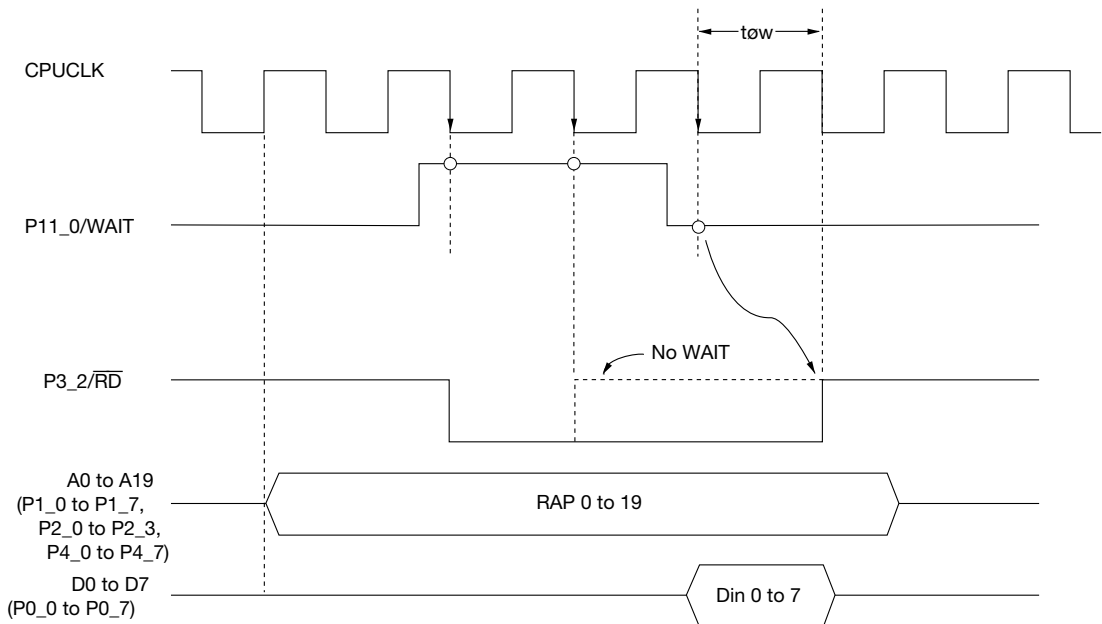 tøw
CPUCLK
P11_0/WAIT
No WAIT
P3_2/RD
A0 to A19
(P1_0 to P1_7,
P2_0 to P2_3,
P4_0 to P4_7)
RAP 0 to 19
D0 to D7
(P0_0 to P0_7)
Din 0 to 7